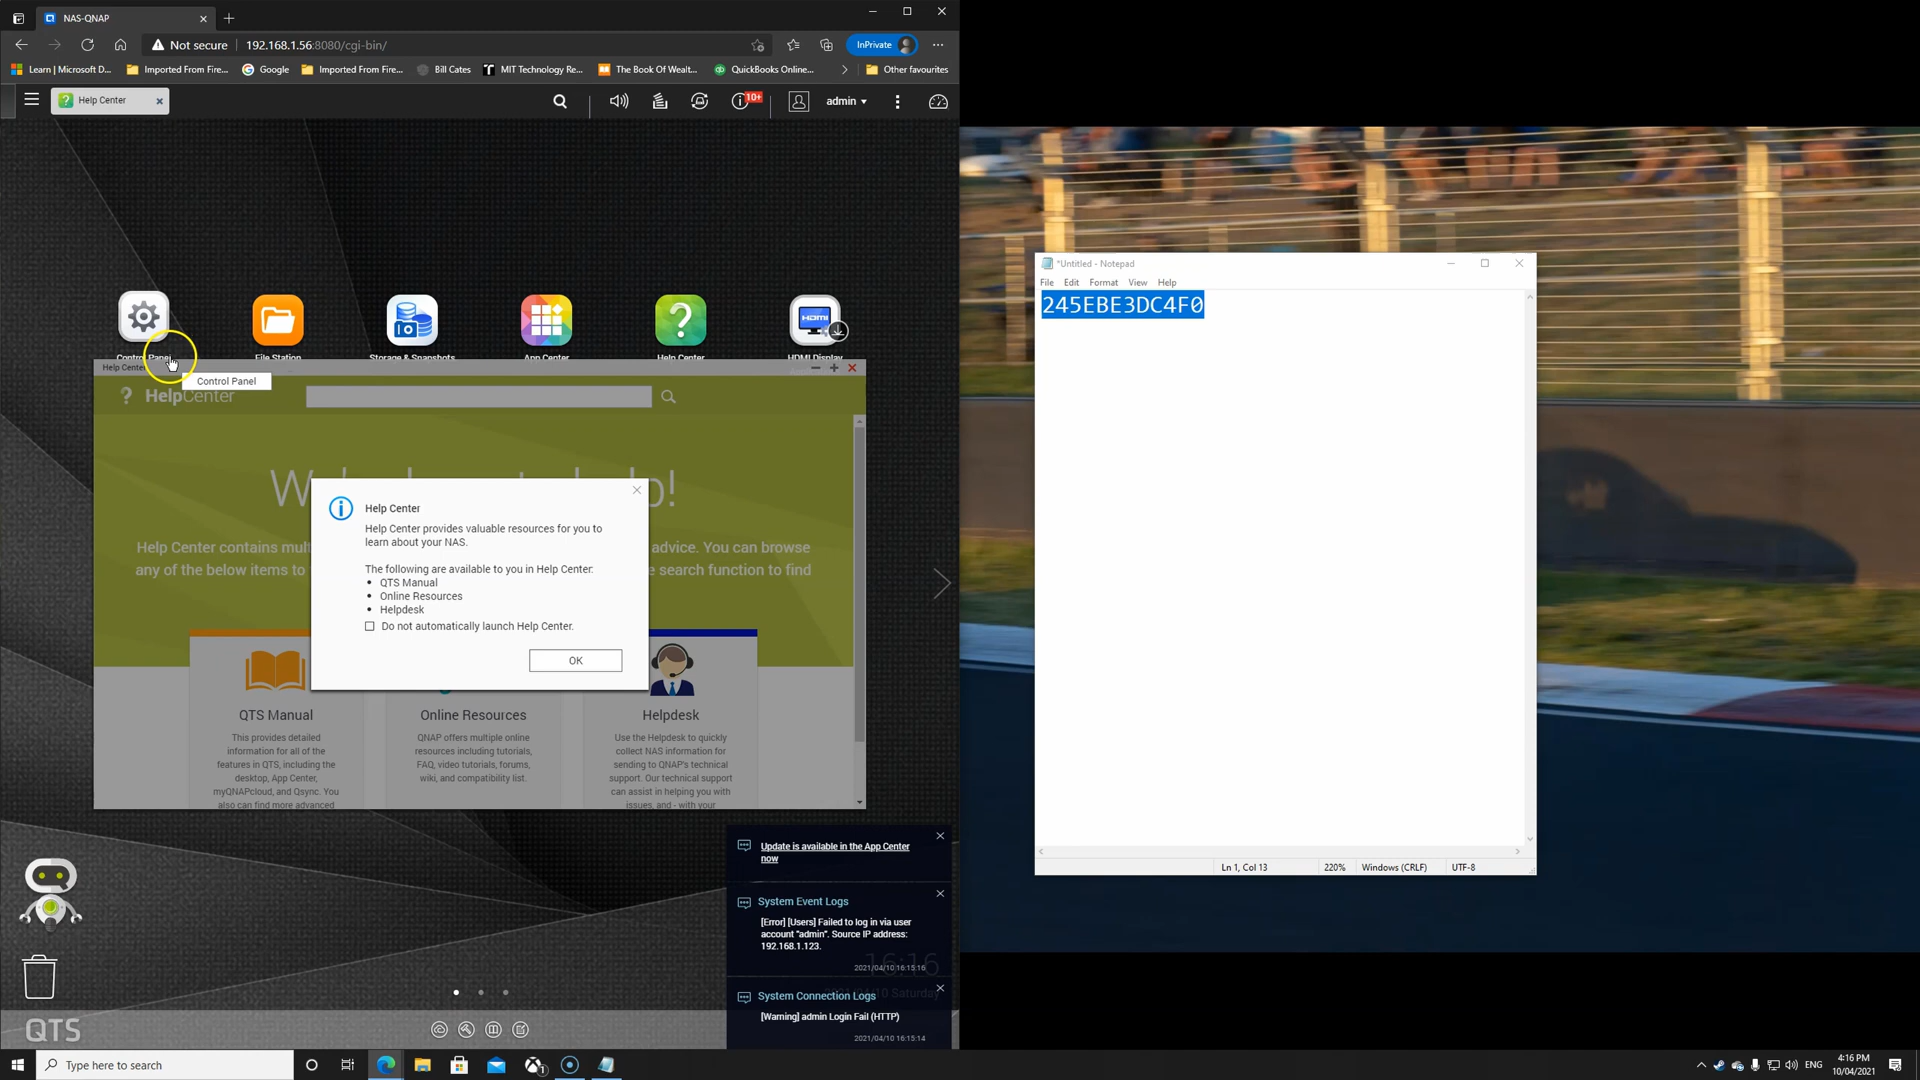 NAS-QNAP
Not secure
192.168.1.56:8080/cgi-bin/
InPrivate
Learn | Microsoft D...
Imported From Fire...
Google
Imported From Fire...
Bill Cates
MIT Technology Re...
The Book Of Wealt...
QuickBooks Online...
Other favourites
Help Center
10+
admin
Control Panel
File Station
Storage & Snapshots
App Center
Help Center
HDMI Display
Help Center
Control Panel
HelpCenter
Help Center
Help Center provides valuable resources for you to
learn about your NAS.
The following are available to you in Help Center:
• QTS Manual
• Online Resources
• Helpdesk
Do not automatically launch Help Center.
OK
Help Center contains
advice. You can browse
any of the below items to
search function to find
QTS Manual
This provides detailed
information for all of the
features in QTS, including the
desktop, App Center,
myQNAPcloud, and Qsync. You
also can find more advanced
Online Resources
QNAP offers multiple online
resources including tutorials,
FAQ, video tutorials, forums,
wiki, and compatibility list.
Helpdesk
Use the Helpdesk to quickly
collect NAS information for
sending to QNAP's technical
support. Our technical support
can assist in helping you with
issues, and - with your
Update is available in the App Center
now
System Event Logs
[Error] [Users] Failed to log in via user
account "admin". Source IP address:
192.168.1.123.
2021/04/10 16:15:16
16:16
System Connection Logs
[Warning] admin Login Fail (HTTP)
2021/04/10 16:15:14
QTS
*Untitled - Notepad
File Edit Format View Help
245EBE3DC4F0
Ln 1, Col 13
220%
Windows (CRLF)
UTF-8
Type here to search
ENG
4:16 PM
10/04/2021